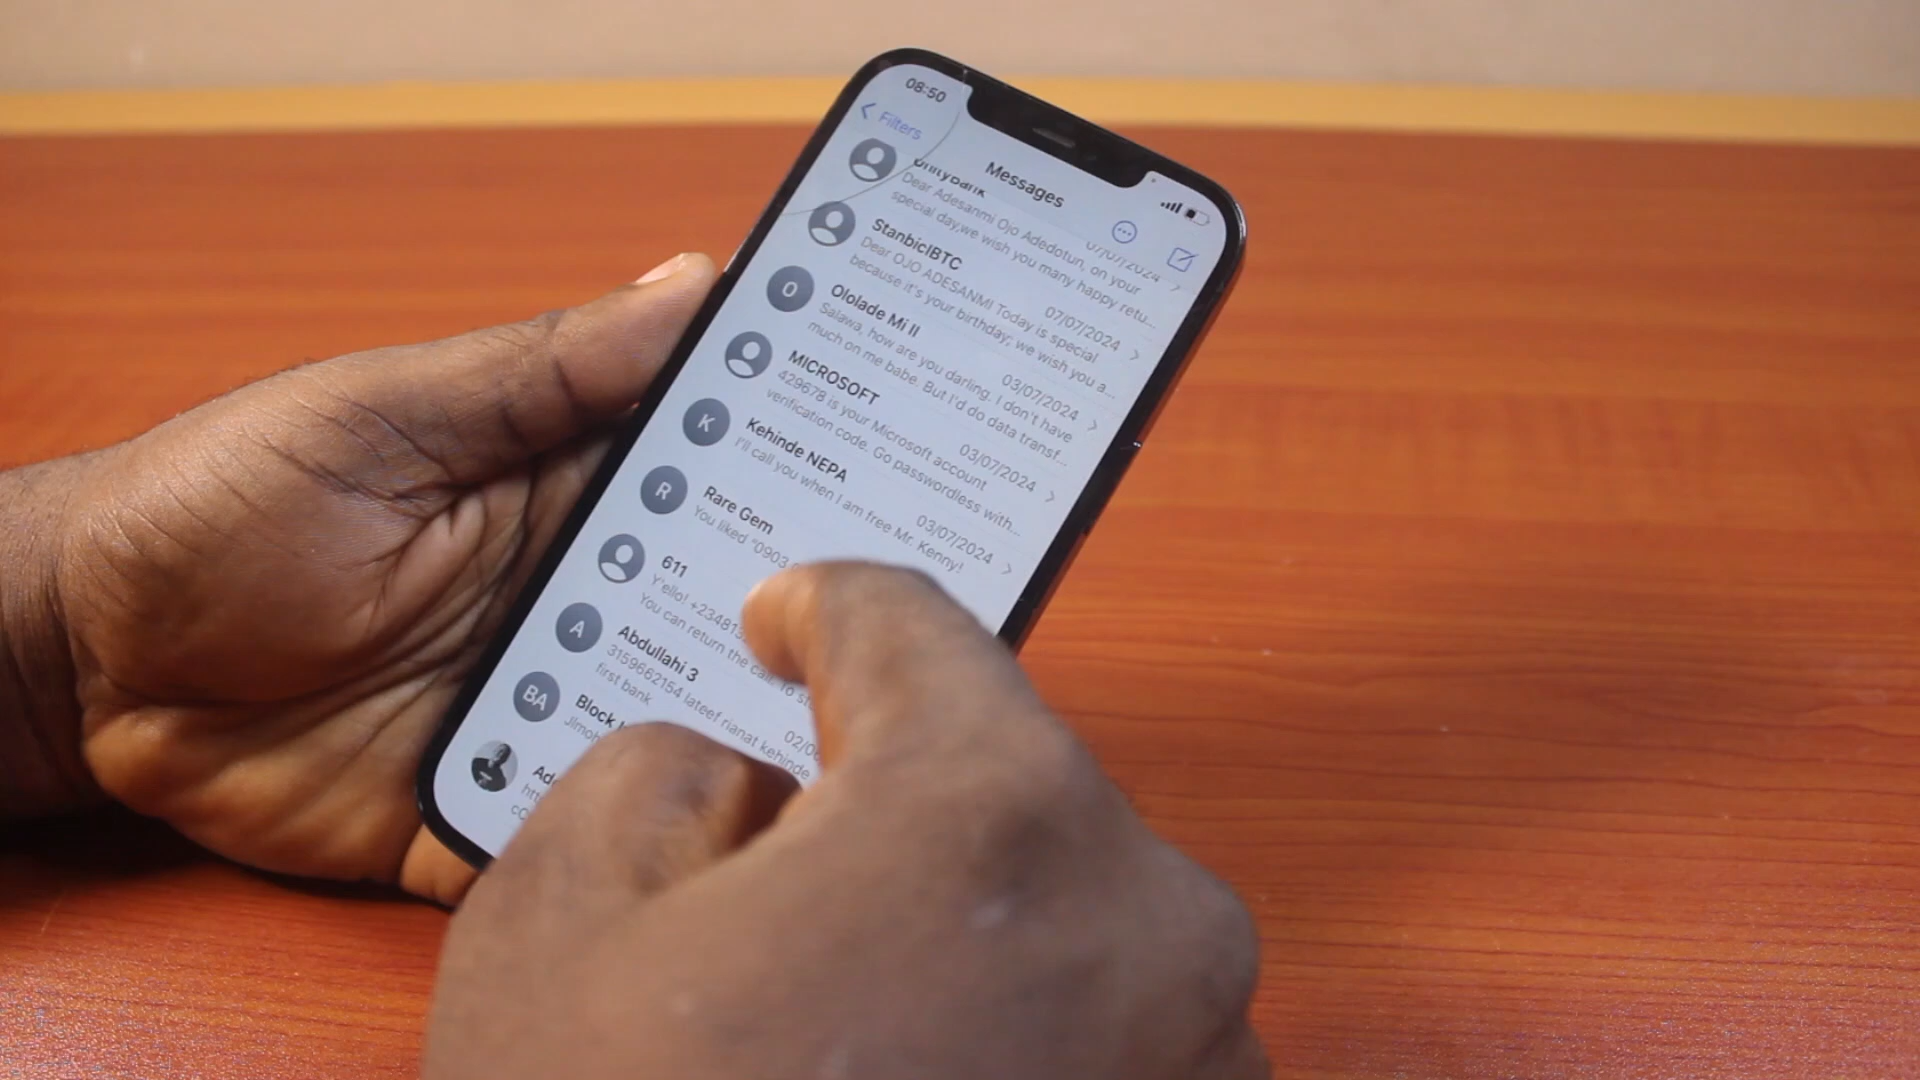 08:50
Filters
Messages
Unitybank
07/07/2024
Dear Adesanmi Ojo Adedotun, on your
special day,we wish you many happy retu...
StanbicIBTC
07/07/2024
Dear OJO ADESANMI Today is special
because it's your birthday; we wish you a...
O
Ololade Mi II
03/07/2024
Salawa, how are you darling. I don't have
much on me babe. But I'd do data transf...
MICROSOFT
03/07/2024
429678 is your Microsoft account
verification code. Go passwordless with...
K
Kehinde NEPA
03/07/2024
I'll call you when I am free Mr. Kenny!
R
Rare Gem
You liked "0903
611
Y'ello! +23481
You can return the call. To
A
Abdullahi 3
02/0
3159662154 lateef rianat kehinde
first bank
BA
Block